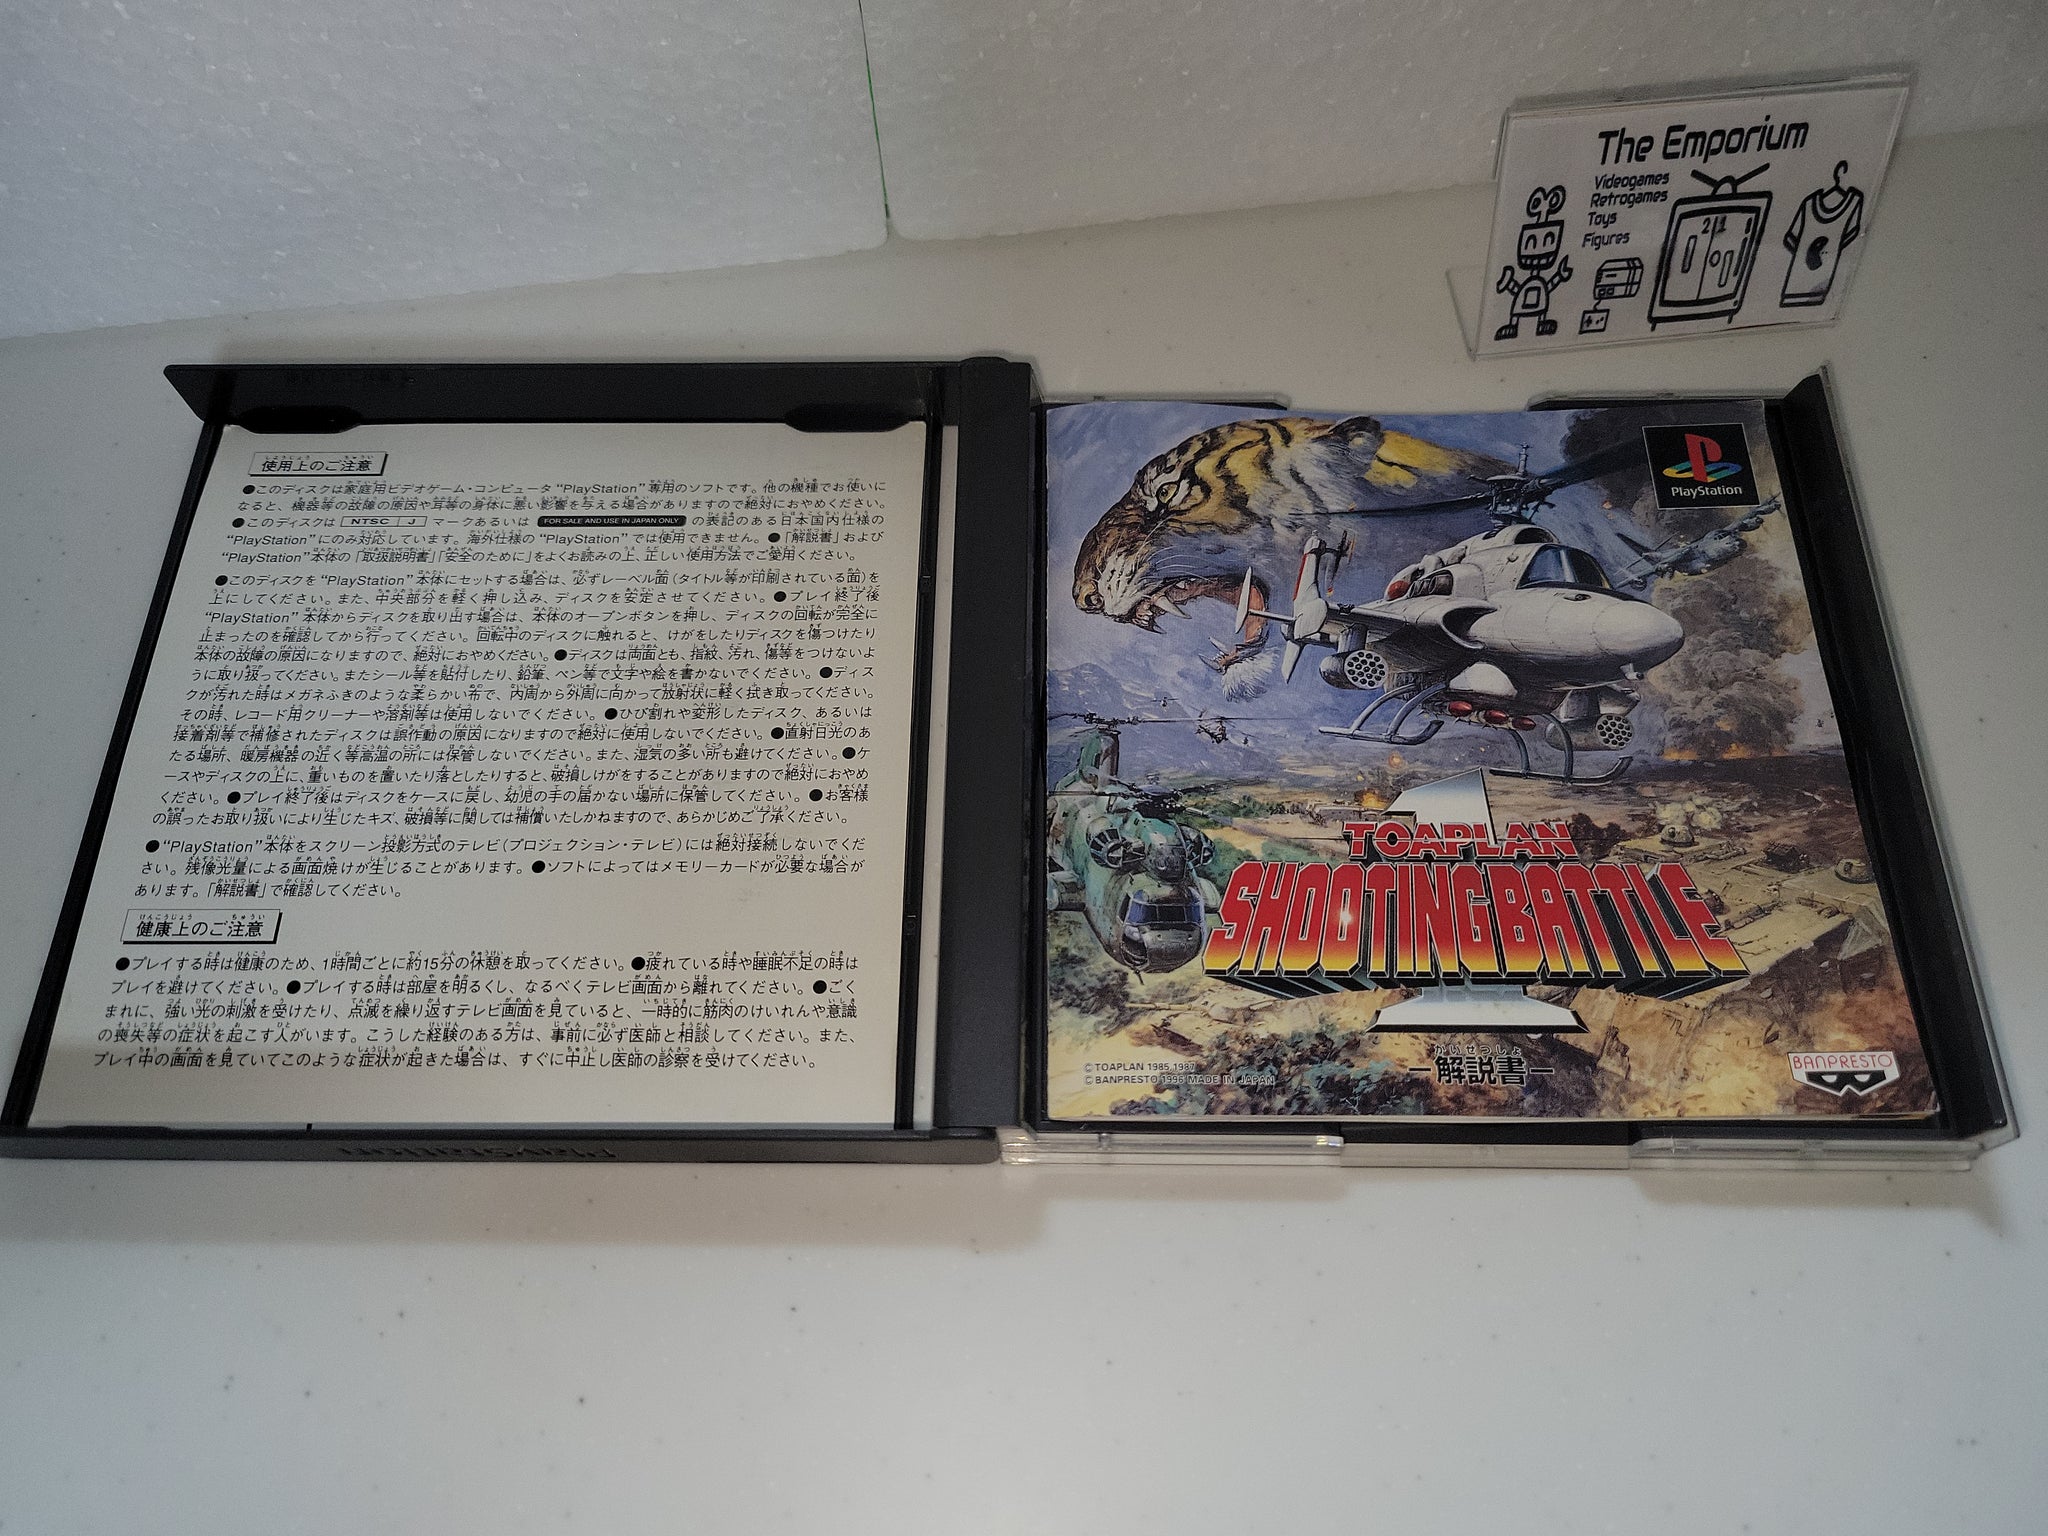 The Emporium
Videogames
Retrogames
Toys
Figures
使用上のご注意
●このディスクは家庭用ビデオゲーム・コンピュータ“PlayStation”専用のソフトです。他の機種でお使いに
なると、機器等の故障の原因や耳等の身体に悪い影響を与える場合がありますので絶対におやめください。
●このディスクは NTSC J マークあるいは FOR SALE AND USE IN JAPAN ONLY の表記のある日本国内仕様の
“PlayStation”にのみ対応しています。海外仕様の“PlayStation”では使用できません。●「解説書」および
“PlayStation”本体の「取扱説明書」「安全のために」をよくお読みの上、正しい使用方法でご愛用ください。
●このディスクを“PlayStation”本体にセットする場合は、必ずレーベル面(タイトル等が印刷されている面)を
上にしてください。また、中央部分を軽く押し込み、ディスクを安定させてください。●プレイ終了後
“PlayStation”本体からディスクを取り出す場合は、本体のオープンボタンを押し、ディスクの回転が完全に
止まったのを確認してから行ってください。回転中のディスクに触れると、けがをしたりディスクを傷つけたり
本体の故障の原因になりますので、絶対におやめください。●ディスクは両面とも、指紋、汚れ、傷等をつけないよ
うに取り扱ってください。またシール等を貼付したり、鉛筆、ペン等で文字や絵を書かないでください。●ディス
クが汚れた時はメガネふきのような柔らかい布で、内周から外周に向かって放射状に軽く拭き取ってください。
その時、レコード用クリーナーや溶剤等は使用しないでください。●ひび割れや変形したディスク、あるいは
接着剤等で補修されたディスクは誤作動の原因になりますので絶対に使用しないでください。●直射日光のあ
たる場所、暖房機器の近く等高温の所には保管しないでください。また、湿気の多い所も避けてください。●ケ
ースやディスクの上に、重いものを置いたり落としたりすると、破損しけがをすることがありますので絶対におやめ
ください。●プレイ終了後はディスクをケースに戻し、幼児の手の届かない場所に保管してください。●お客様
の誤ったお取り扱いにより生じたキズ、破損等に関しては補償いたしかねますので、あらかじめご了承ください。
●“PlayStation”本体をスクリーン投影方式のテレビ(プロジェクション・テレビ)には絶対接続しないでくだ
さい。残像光量による画面焼けが生じることがあります。●ソフトによってはメモリーカードが必要な場合が
あります。「解説書」で確認してください。
健康上のご注意
●プレイする時は健康のため、1時間ごとに約15分の休憩を取ってください。●疲れている時や睡眠不足の時は
プレイを避けてください。●プレイする時は部屋を明るくし、なるべくテレビ画面から離れてください。●ごく
まれに、強い光の刺激を受けたり、点滅を繰り返すテレビ画面を見ていると、一時的に筋肉のけいれんや意識
の喪失等の症状を起こす人がいます。こうした経験のある方は、事前に必ず医師と相談してください。また、
プレイ中の画面を見ていてこのような症状が起きた場合は、すぐに中止し医師の診察を受けてください。
PlayStation
PlayStation
TOAPLAN
SHOOTING BATTLE
1
かいせつしょ
－解説書－
©TOAPLAN 1985,1987
©BANPRESTO 1996 MADE IN JAPAN
BANPRESTO